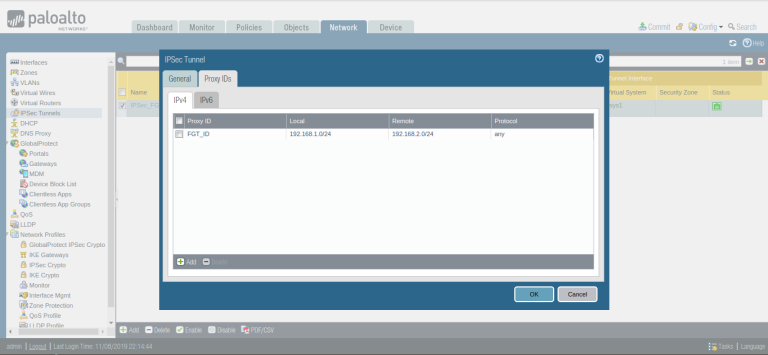 paloalto
NETWORKS
Dashboard Monitor Policies Objects Network Device
Commit Config Search
Help
Interfaces
Zones
VLANs
Virtual Wires
Virtual Routers
IPSec Tunnels
DHCP
DNS Proxy
GlobalProtect
Portals
Gateways
MDM
Device Block List
Clientless Apps
Clientless App Groups
QoS
LLDP
Network Profiles
GlobalProtect IPSec Crypto
IKE Gateways
IPSec Crypto
IKE Crypto
Monitor
Interface Mgmt
Zone Protection
QoS Profile
LLDP Profile
1 item
Interface
Name System Security Zone Status
IPSec_FG
IPSec Tunnel
General Proxy IDs
IPv4 IPv6
Proxy ID Local Remote Protocol
FGT_ID 192.168.1.0/24 192.168.2.0/24 any
Add Delete
OK Cancel
Add Delete Enable Disable PDF/CSV
admin | Logout | Last Login Time: 11/08/2019 22:14:44
Tasks | Language